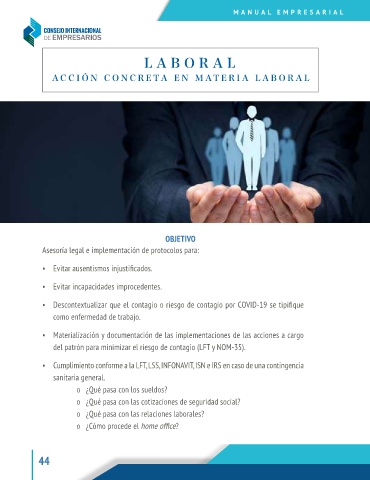 MANUAL EMPRESARIAL
CONSEJO INTERNACIONAL
DE EMPRESARIOS
LABORAL
ACCIÓN CONCRETA EN MATERIA LABORAL
OBJETIVO
Asesoría legal e implementación de protocolos para:
• Evitar ausentismos injustificados.
• Evitar incapacidades improcedentes.
• Descontextualizar que el contagio o riesgo de contagio por COVID-19 se tipifique
como enfermedad de trabajo.
• Materialización y documentación de las implementaciones de las acciones a cargo
del patrón para minimizar el riesgo de contagio (LFT y NOM-35).
• Cumplimiento conforme a la LFT, LSS, INFONAVIT, ISN e IRS en caso de una contingencia
sanitaria general.
o ¿Qué pasa con los sueldos?
o ¿Qué pasa con las cotizaciones de seguridad social?
o ¿Qué pasa con las relaciones laborales?
o ¿Cómo procede el home office?
44